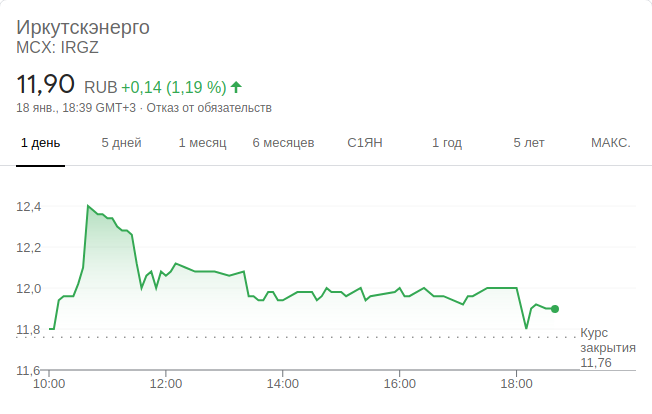 Иркутскэнерго
MCX: IRGZ
11,90 RUB +0,14 (1,19 %)
18 янв., 18:39 GMT+3 · Отказ от обязательств
1 день 5 дней 1 месяц 6 месяцев С1ЯН 1 год 5 лет МАКС.
12,4
12,2
12,0
11,8
Курс
закрытия
11,76
11,6
10:00 12:00 14:00 16:00 18:00